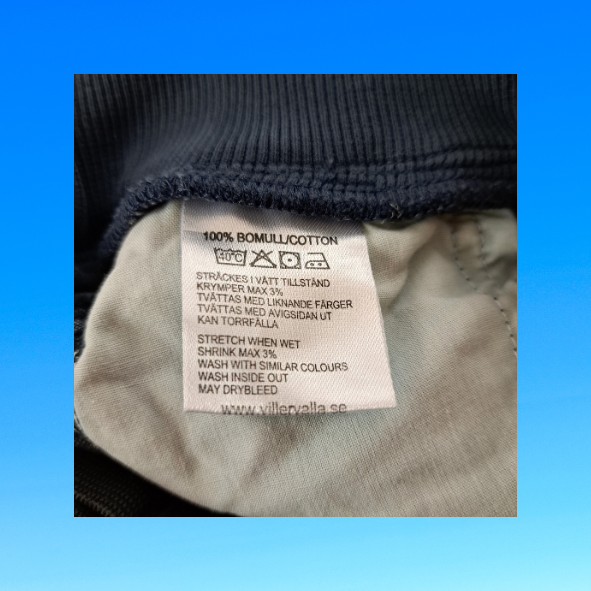 100% BOMULL/COTTON
40°C
STRÄCKES I VÅTT TILLSTÅND
KRYMPER MAX 3%
TVÄTTAS MED LIKNANDE FÄRGER
TVÄTTAS MED AVIGSIDAN UT
KAN TORRFÄLLA
STRETCH WHEN WET
SHRINK MAX 3%
WASH WITH SIMILAR COLOURS
WASH INSIDE OUT
MAY DRYBLEED
www.villervalla.se